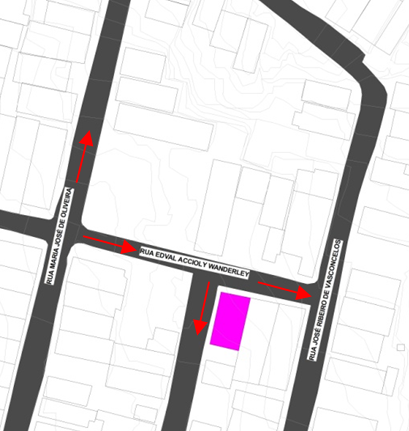 RUA MARIA JOSÉ DE OLIVEIRA
RUA EDVAL ACCIOLY WANDERLEY
RUA JOSÉ RIBEIRO DE VASCONCELOS